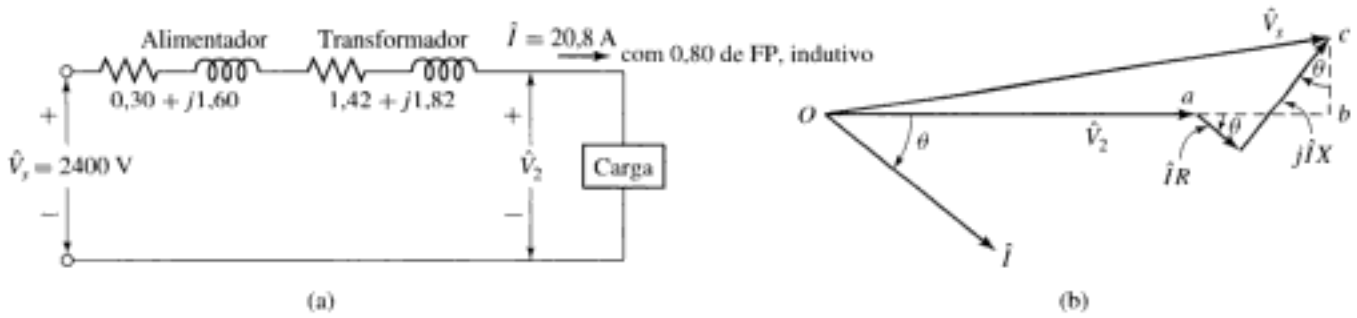 Alimentador
Transformador
Î = 20,8 A
com 0,80 de FP, indutivo
0,30 + j1,60
1,42 + j1,82
+
+
V̂s = 2400 V
V̂2
Carga
−
−
(a)
V̂s
c
θ
O
a
b
θ
V̂2
θ
ÎR
jÎX
Î
(b)